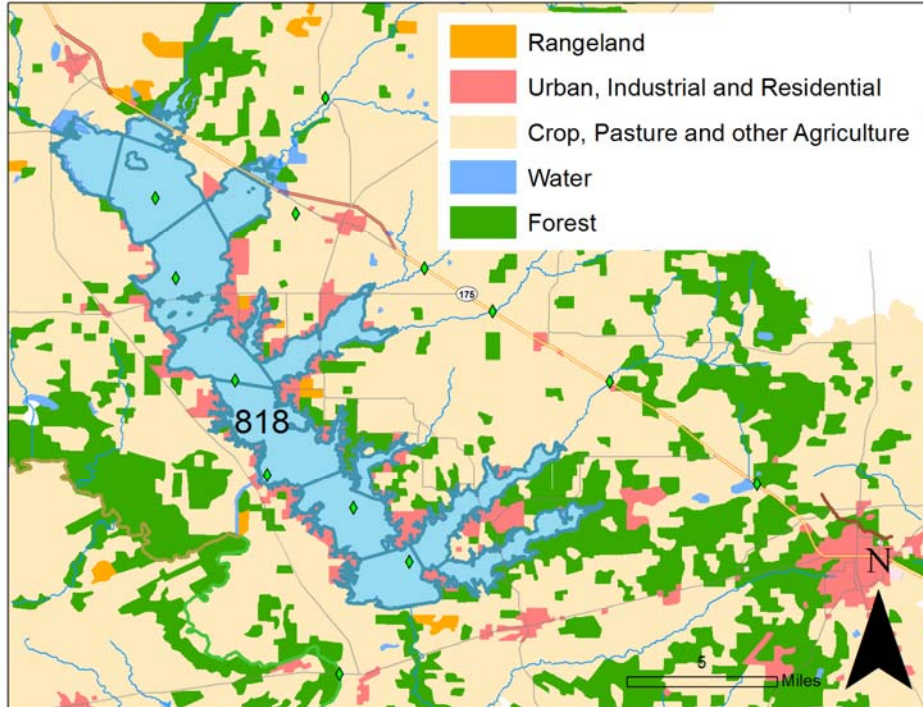 Rangeland
Urban, Industrial and Residential
Crop, Pasture and other Agriculture
Water
Forest
175
818
N
5
Miles